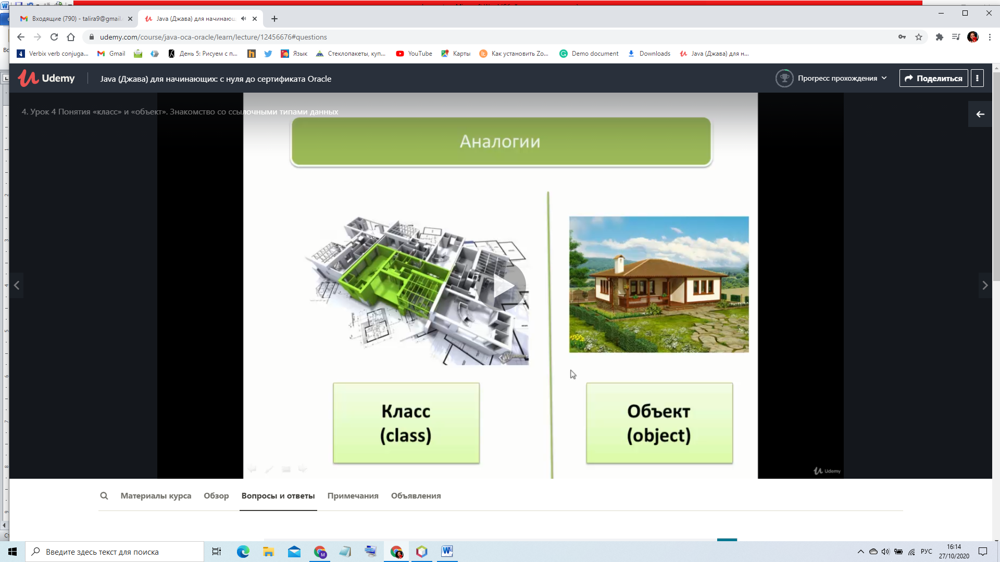 Входящие (790) - talira9@gmail.
Java (Джава) для начинающ
udemy.com/course/java-oca-oracle/learn/lecture/12456676#questions
Verbix verb conjuga... Gmail День 5: Рисуем с п... Язык Стеклопакеты, куп... YouTube Карты Как установить Zo... Demo document Downloads Java (Джава) для н...
Udemy Java (Джава) для начинающих: с нуля до сертификата Oracle Прогресс прохождения Поделиться
4. Урок 4 Понятия «класс» и «объект». Знакомство со ссылочными типами данных
Аналогии
Класс
(class)
Объект
(object)
Udemy
Материалы курса Обзор Вопросы и ответы Примечания Объявления
Введите здесь текст для поиска
РУС
16:14
27/10/2020